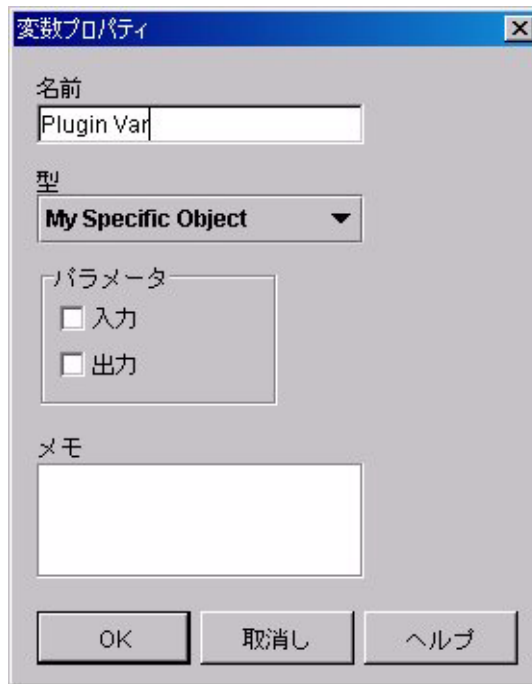 変数プロパティ
名前
Plugin Var
型
My Specific Object
パラメータ
入力
出力
メモ
OK 取消し ヘルプ